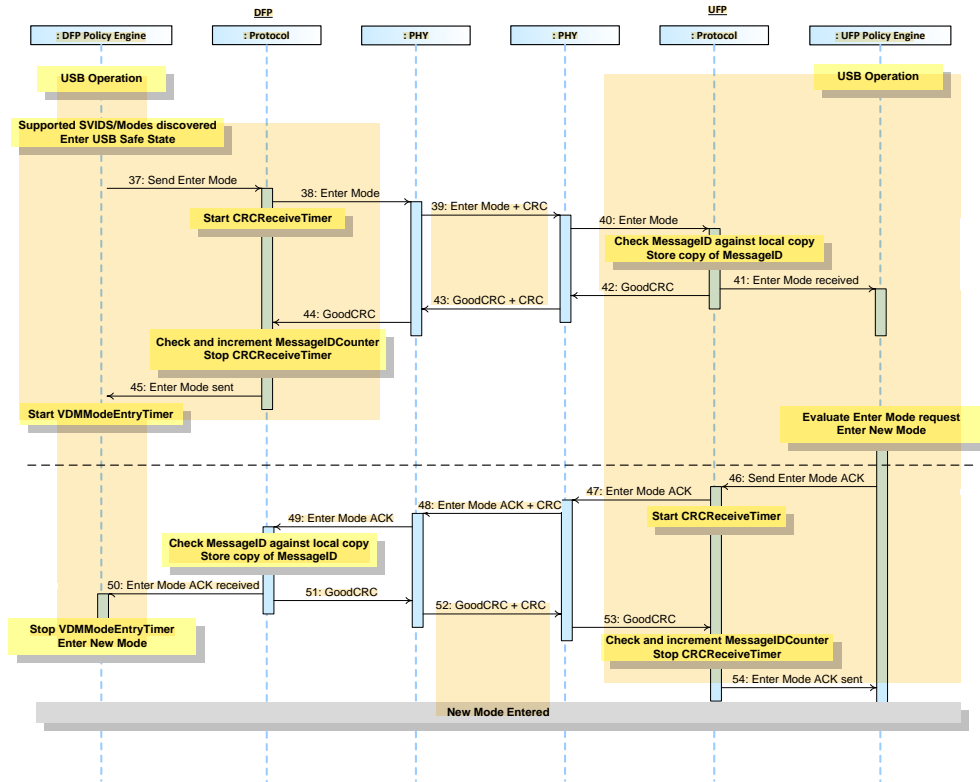 DFP
UFP
: DFP Policy Engine
: Protocol
: PHY
: PHY
: Protocol
: UFP Policy Engine
USB Operation
USB Operation
Supported SVIDS/Modes discovered
Enter USB Safe State
37: Send Enter Mode
38: Enter Mode
Start CRCReceiveTimer
39: Enter Mode + CRC
40: Enter Mode
Check MessageID against local copy
Store copy of MessageID
41: Enter Mode received
42: GoodCRC
43: GoodCRC + CRC
44: GoodCRC
Check and increment MessageIDCounter
Stop CRCReceiveTimer
45: Enter Mode sent
Start VDMModeEntryTimer
Evaluate Enter Mode request
Enter New Mode
46: Send Enter Mode ACK
47: Enter Mode ACK
Start CRCReceiveTimer
48: Enter Mode ACK + CRC
49: Enter Mode ACK
Check MessageID against local copy
Store copy of MessageID
50: Enter Mode ACK received
51: GoodCRC
52: GoodCRC + CRC
53: GoodCRC
Stop VDMModeEntryTimer
Enter New Mode
Check and increment MessageIDCounter
Stop CRCReceiveTimer
54: Enter Mode ACK sent
New Mode Entered